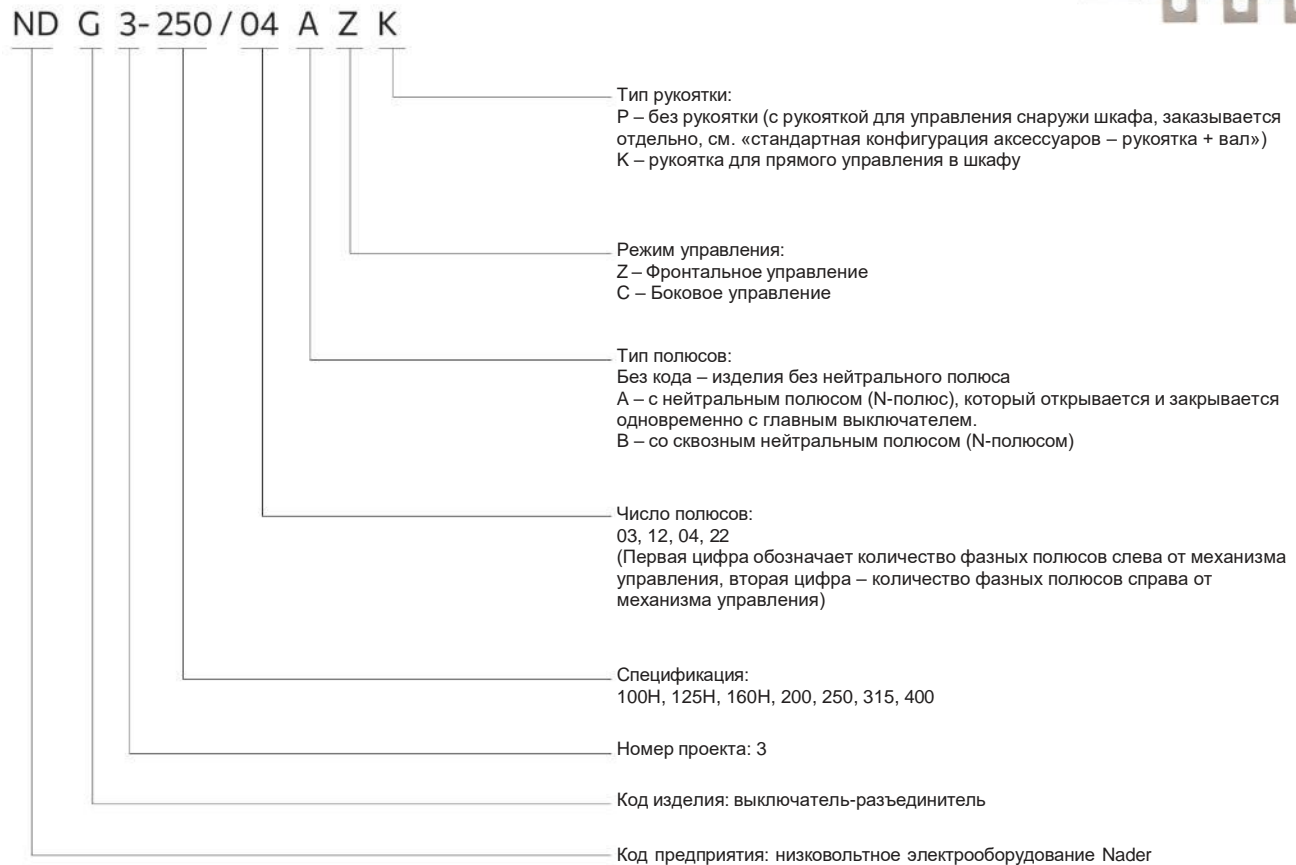 ND G 3- 250 / 04 A Z K
Тип рукоятки:
P – без рукоятки (с рукояткой для управления снаружи шкафа, заказывается
отдельно, см. «стандартная конфигурация аксессуаров – рукоятка + вал»)
K – рукоятка для прямого управления в шкафу
Режим управления:
Z – Фронтальное управление
C – Боковое управление
Тип полюсов:
Без кода – изделия без нейтрального полюса
A – с нейтральным полюсом (N-полюс), который открывается и закрывается
одновременно с главным выключателем.
B – со сквозным нейтральным полюсом (N-полюсом)
Число полюсов:
03, 12, 04, 22
(Первая цифра обозначает количество фазных полюсов слева от механизма
управления, вторая цифра – количество фазных полюсов справа от
механизма управления)
Спецификация:
100H, 125H, 160H, 200, 250, 315, 400
Номер проекта: 3
Код изделия: выключатель-разъединитель
Код предприятия: низковольтное электрооборудование Nader